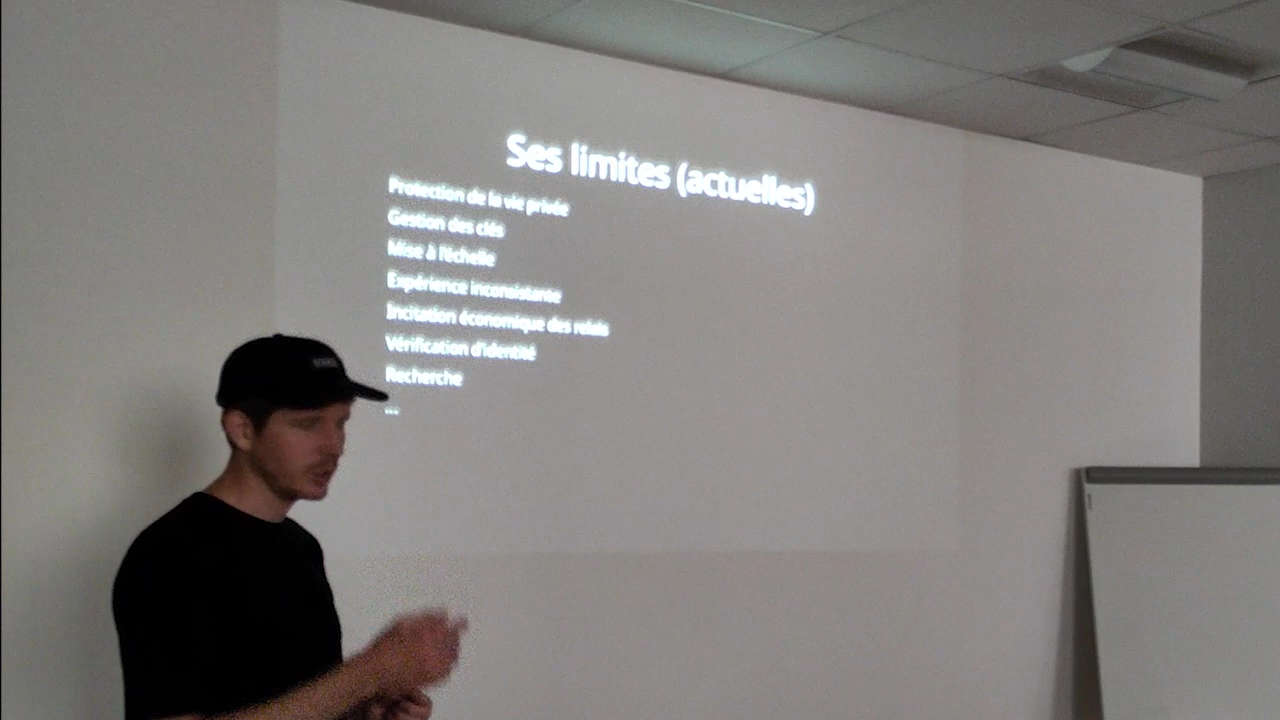 Ses limites (actuelles)
Protection de la vie privée
Gestion des clés
Mise à l'échelle
Expérience inconsistante
Incitation économique des relais
Vérification d'identité
Recherche
...